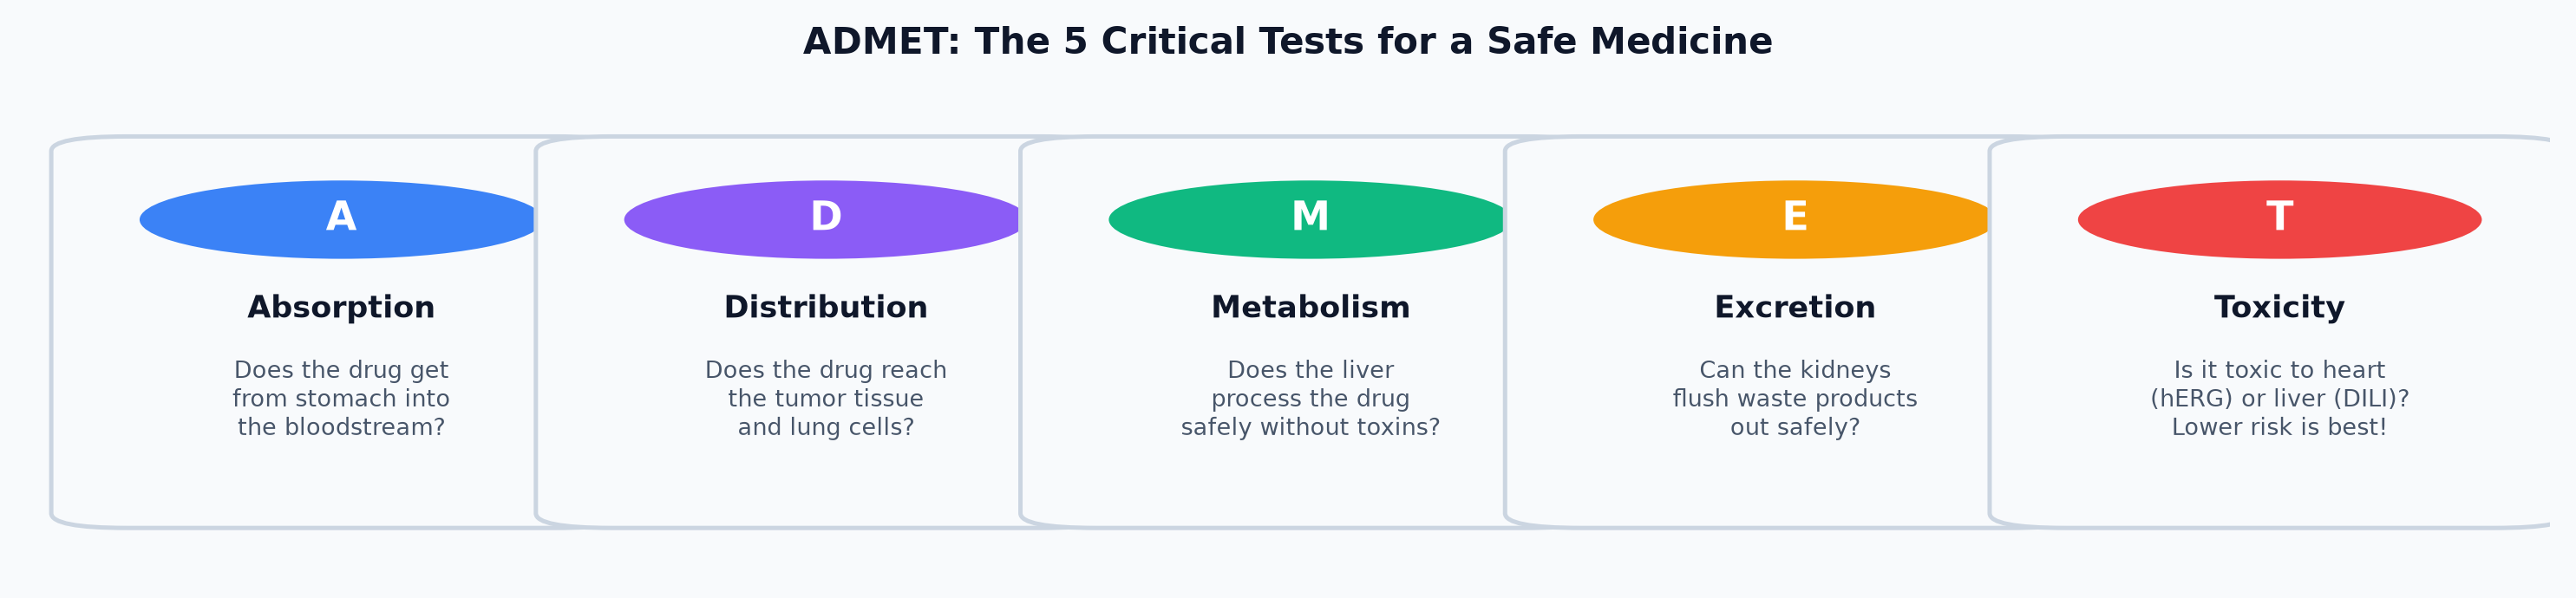 ADMET: The 5 Critical Tests for a Safe Medicine
A
Absorption
Does the drug get
from stomach into
the bloodstream?
D
Distribution
Does the drug reach
the tumor tissue
and lung cells?
M
Metabolism
Does the liver
process the drug
safely without toxins?
E
Excretion
Can the kidneys
flush waste products
out safely?
T
Toxicity
Is it toxic to heart
(hERG) or liver (DILI)?
Lower risk is best!